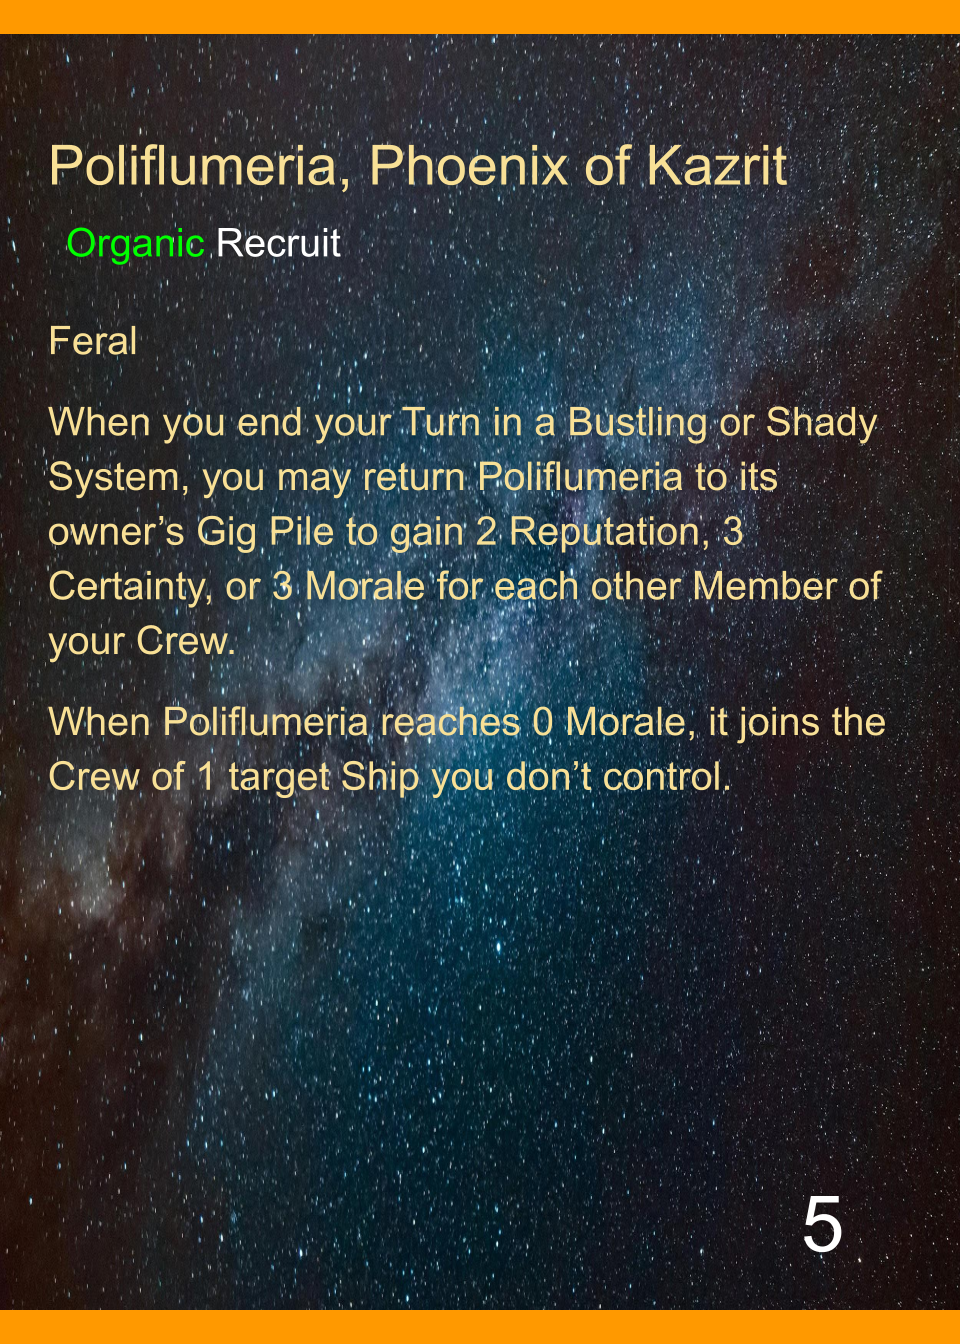 Poliflumeria, Phoenix of Kazrit
Organic Recruit
Feral
When you end your Turn in a Bustling or Shady
System, you may return Poliflumeria to its
owner’s Gig Pile to gain 2 Reputation, 3
Certainty, or 3 Morale for each other Member of
your Crew.
When Poliflumeria reaches 0 Morale, it joins the
Crew of 1 target Ship you don’t control.
5